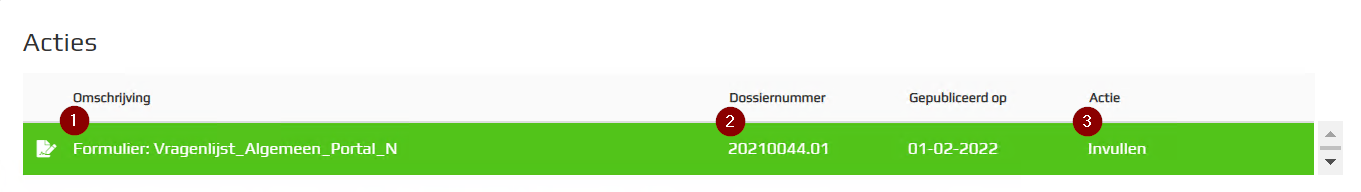 Acties
Omschrijving Dossiernummer Gepubliceerd op Actie
1 2 3
Formulier: Vragenlijst_Algemeen_Portal_N 20210044.01 01-02-2022 Invullen